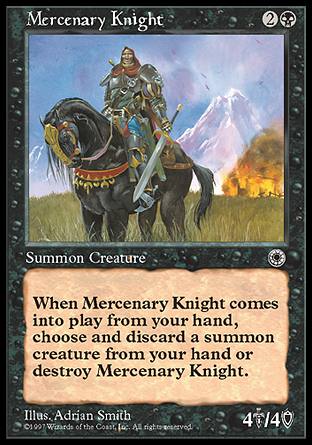 Mercenary Knight 2
Summon Creature
When Mercenary Knight comes
into play from your hand,
choose and discard a summon
creature from your hand or
destroy Mercenary Knight.
Illus. Adrian Smith
©1997 Wizards of the Coast, Inc. All rights reserved.
4/4